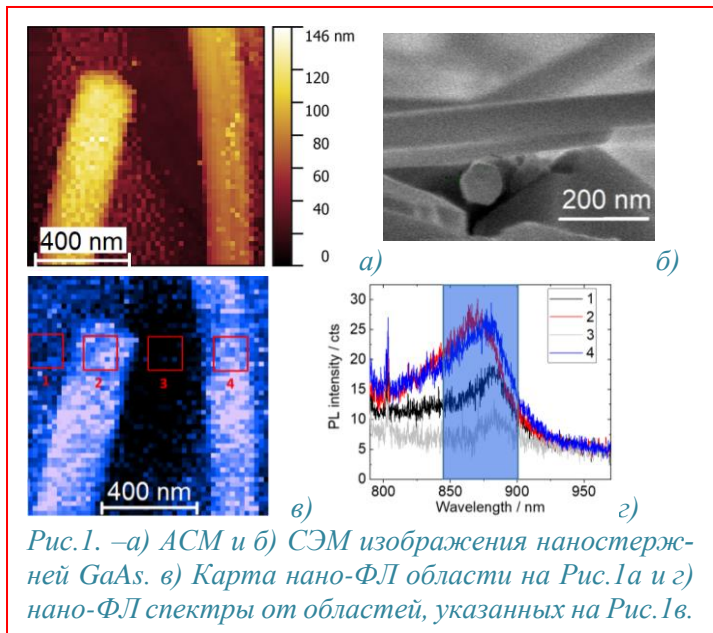 146 nm
120
80
60
40
0
400 nm
а)
200 nm
б)
1
2
3
4
400 nm
в)
PL intensity / cts
30
25
20
15
10
5
0
800
850
900
950
Wavelength / nm
1
2
3
4
г)
Рис.1. –а) АСМ и б) СЭМ изображения наностерж-
ней GaAs. в) Карта нано-ФЛ области на Рис.1а и г)
нано-ФЛ спектры от областей, указанных на Рис.1в.